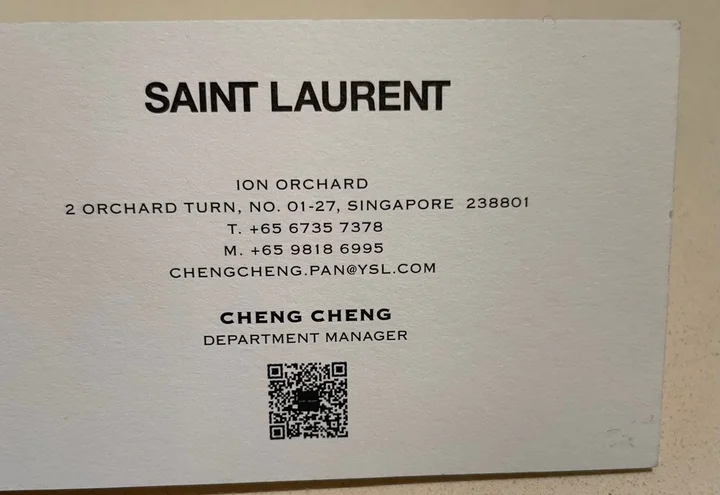 SAINT LAURENT
ION ORCHARD
2 ORCHARD TURN, NO. 01-27, SINGAPORE 238801
T. +65 6735 7378
M. +65 9818 6995
CHENGCHENG.PAN@YSL.COM
CHENG CHENG
DEPARTMENT MANAGER